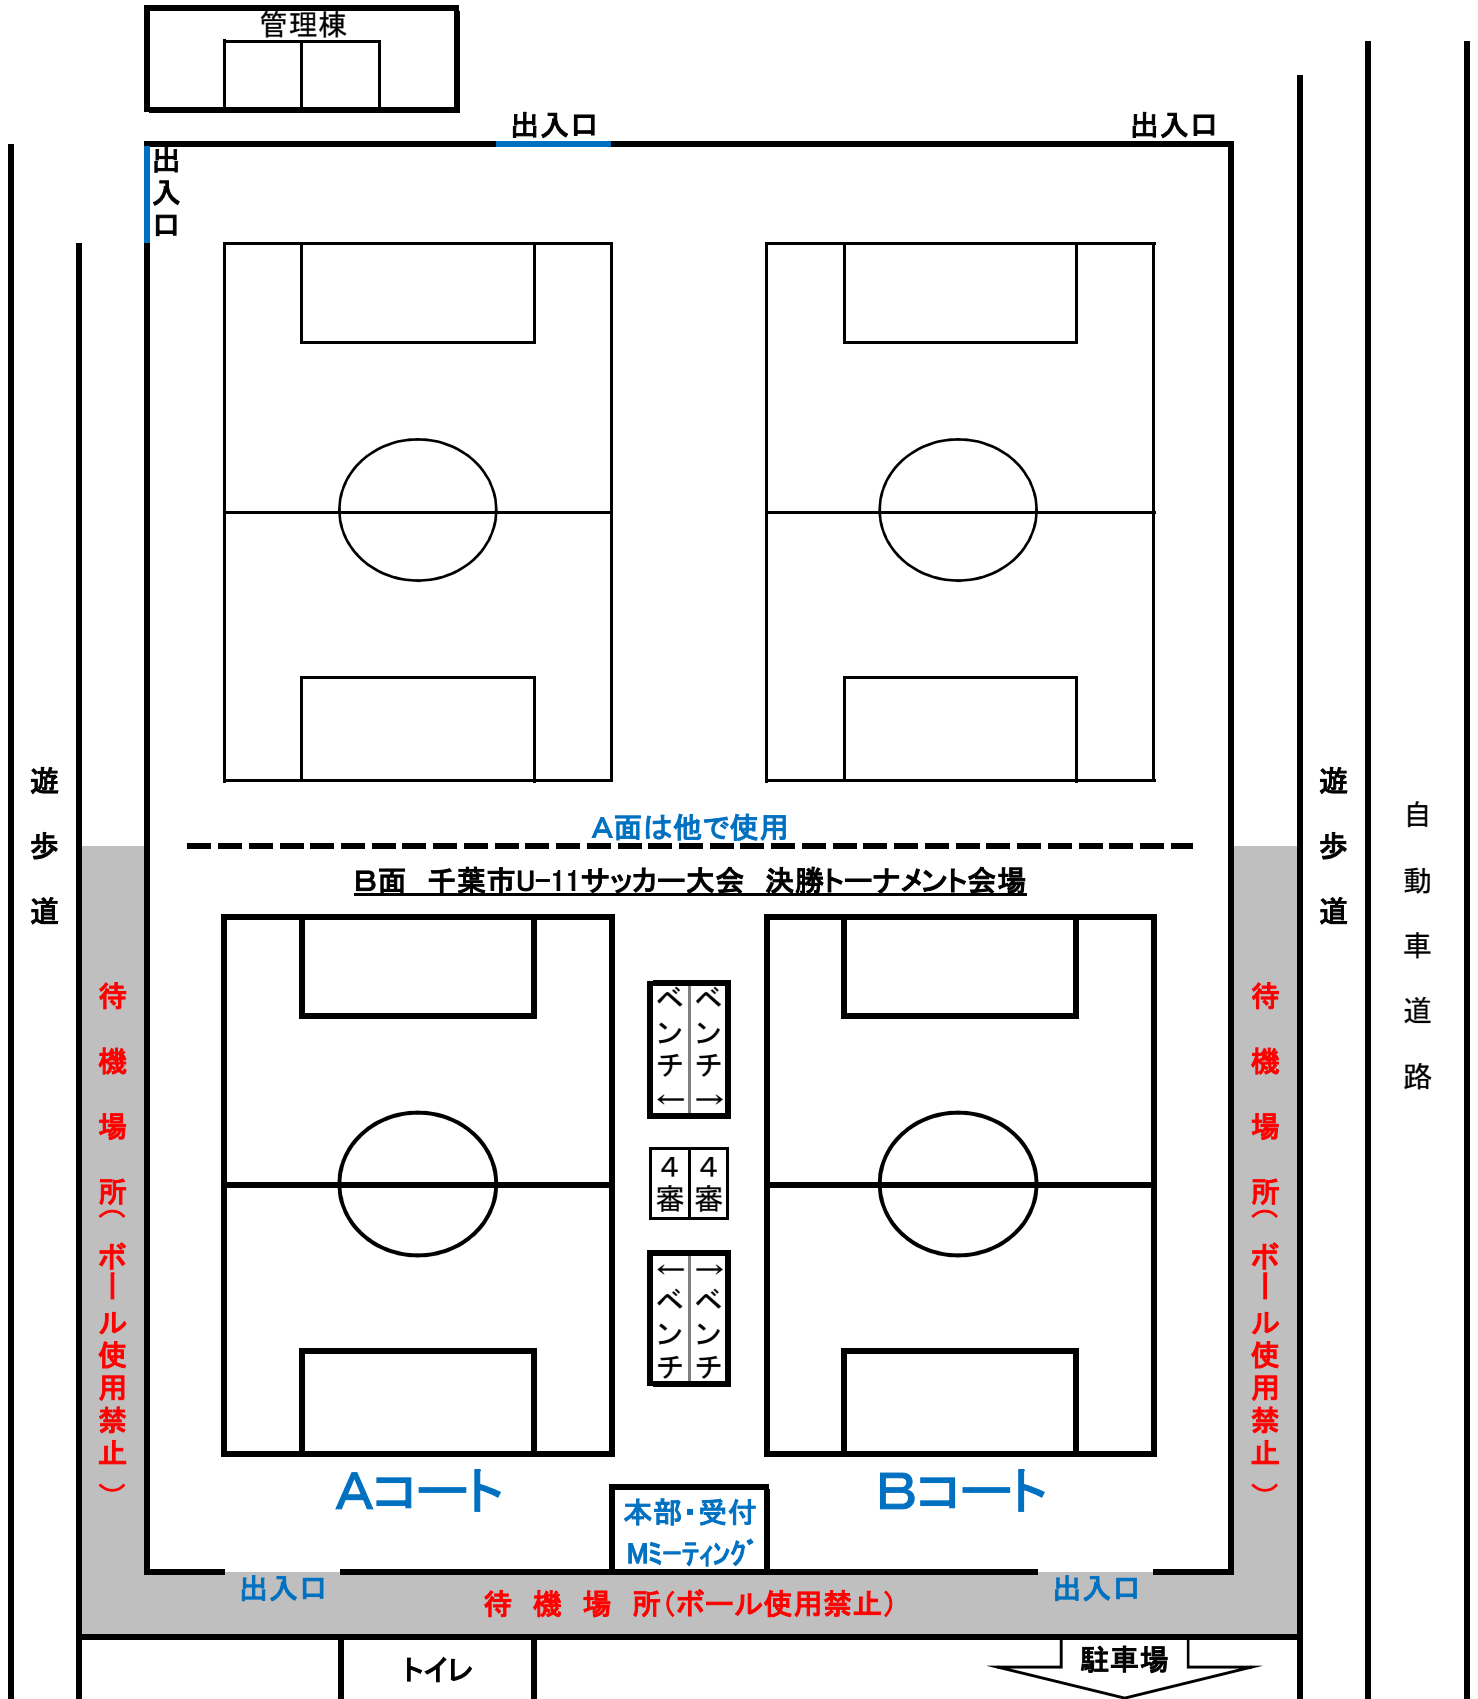 管理棟
出入口
出入口
出入口
遊歩道
遊歩道
自動車道路
A面は他で使用
B面　千葉市U-11サッカー大会　決勝トーナメント会場
待機場所(ボール使用禁止)
待機場所(ボール使用禁止)
ベンチ←
ベンチ→
4審
4審
←ベンチ
→ベンチ
Aコート
Bコート
本部・受付
Mミーティング
出入口
出入口
待　機　場　所(ボール使用禁止)
トイレ
駐車場